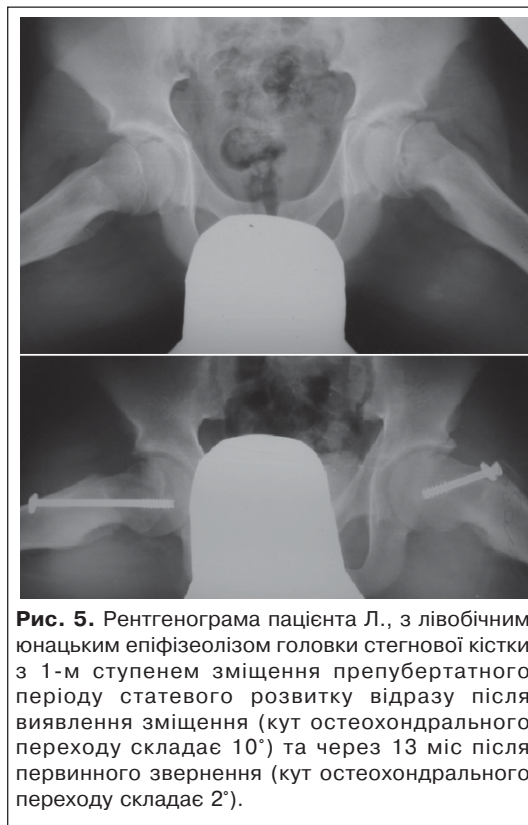 Рис. 5. Рентгенограма пацієнта Л., з лівобічним
юнацьким епіфізеолізом головки стегнової кістки
з 1-м ступенем зміщення препубертатного
періоду статевого розвитку відразу після
виявлення зміщення (кут остеохондрального
переходу складає 10˚) та через 13 міс після
первинного звернення (кут остеохондрального
переходу складає 2˚).